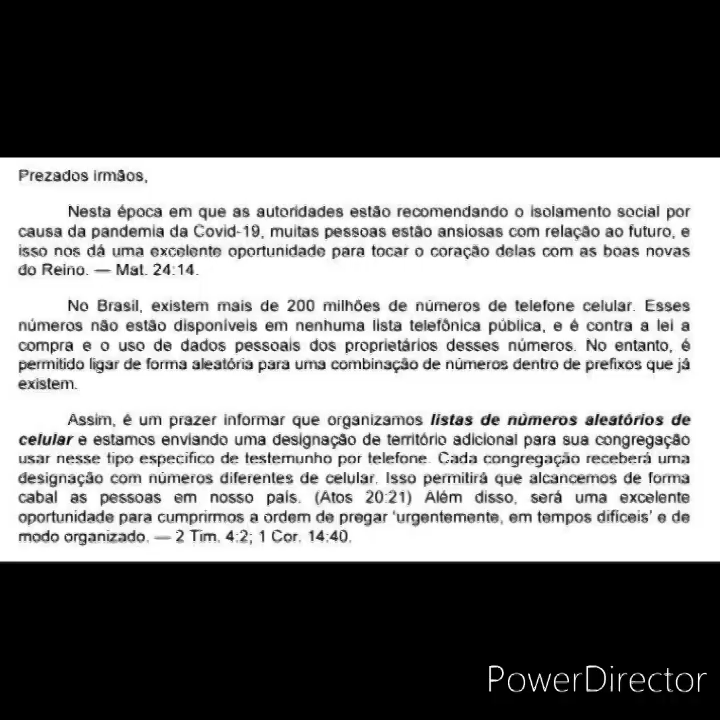 Prezados irmãos,
Nesta época em que as autoridades estão recomendando o isolamento social por
causa da pandemia da Covid-19, muitas pessoas estão ansiosas com relação ao futuro, e
isso nos dá uma excelente oportunidade para tocar o coração delas com as boas novas
do Reino. — Mat. 24:14.
No Brasil, existem mais de 200 milhões de números de telefone celular. Esses
números não estão disponíveis em nenhuma lista telefônica pública, e é contra a lei a
compra e o uso de dados pessoais dos proprietários desses números. No entanto, é
permitido ligar de forma aleatória para uma combinação de números dentro de prefixos que já
existem.
Assim, é um prazer informar que organizamos listas de números aleatórios de
celular e estamos enviando uma designação de território adicional para sua congregação
usar nesse tipo específico de testemunho por telefone. Cada congregação receberá uma
designação com números diferentes de celular. Isso permitirá que alcancemos de forma
cabal as pessoas em nosso país. (Atos 20:21) Além disso, será uma excelente
oportunidade para cumprirmos a ordem de pregar 'urgentemente, em tempos difíceis' e de
modo organizado. — 2 Tim. 4:2; 1 Cor. 14:40.
PowerDirector